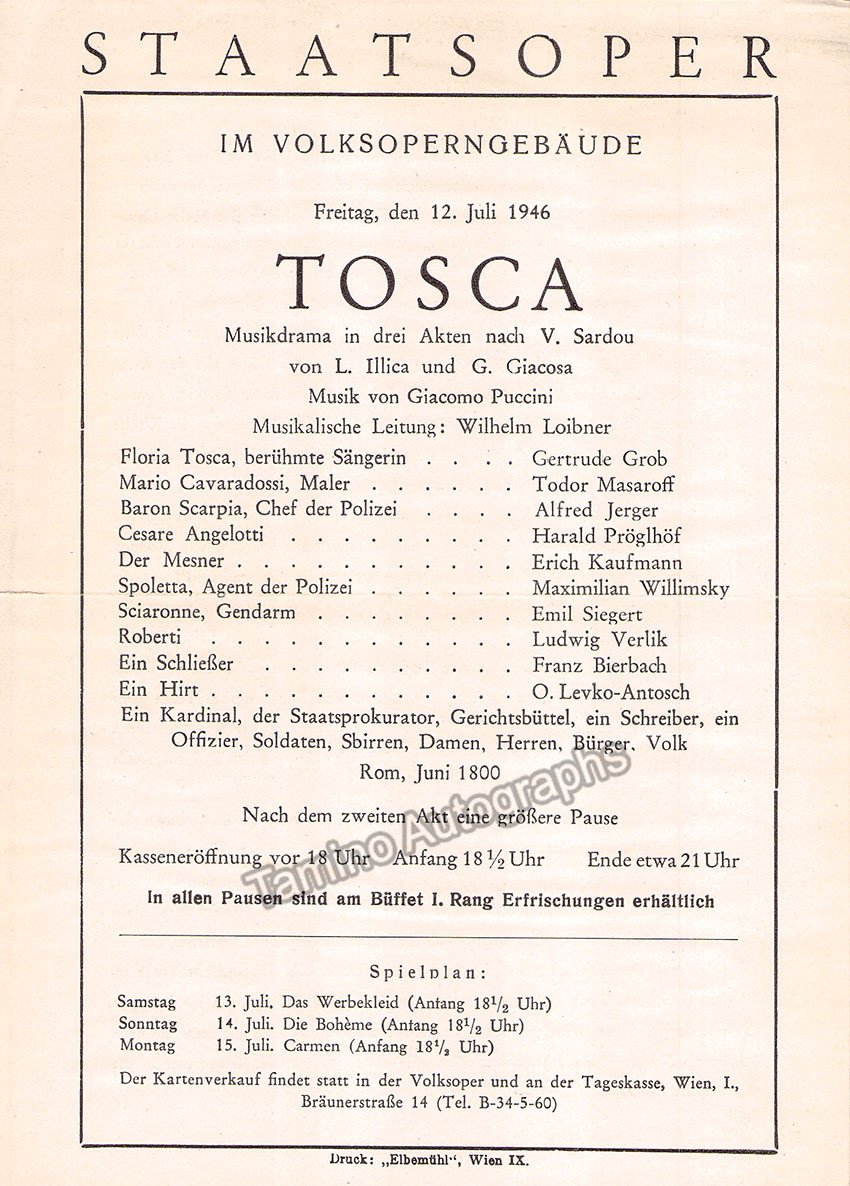 STAATSOPER
IM VOLKSOPERNGEBÄUDE
Freitag, den 12. Juli 1946
TOSCA
Musikdrama in drei Akten nach V. Sardou
von L. Illica und G. Giacosa
Musik von Giacomo Puccini
Musikalische Leitung: Wilhelm Loibner
Floria Tosca, berühmte Sängerin . . . . Gertrude Grob
Mario Cavaradossi, Maler . . . . . . Todor Masaroff
Baron Scarpia, Chef der Polizei . . . . Alfred Jerger
Cesare Angelotti . . . . . . . . . Harald Pröglhöf
Der Mesner . . . . . . . . . . . Erich Kaufmann
Spoletta, Agent der Polizei . . . . . . Maximilian Willimsky
Sciaronne, Gendarm . . . . . . . . Emil Siegert
Roberti . . . . . . . . . . . . Ludwig Verlik
Ein Schließer . . . . . . . . . . Franz Bierbach
Ein Hirt . . . . . . . . . . . . O. Levko-Antosch
Ein Kardinal, der Staatsprokurator, Gerichtsbüttel, ein Schreiber, ein
Offizier, Soldaten, Sbirren, Damen, Herren, Bürger, Volk
Rom, Juni 1800
Nach dem zweiten Akt eine größere Pause
Kasseneröffnung vor 18 Uhr Anfang 18 ½ Uhr Ende etwa 21 Uhr
Tamino Autographs
In allen Pausen sind am Büffet I. Rang Erfrischungen erhältlich
Spielplan:
Samstag 13. Juli. Das Werbekleid (Anfang 18½ Uhr)
Sonntag 14. Juli. Die Bohème (Anfang 18½ Uhr)
Montag 15. Juli. Carmen (Anfang 18½ Uhr)
Der Kartenverkauf findet statt in der Volksoper und an der Tageskasse, Wien, I.,
Bräunerstraße 14 (Tel. B-34-5-60)
Druck: „Elbemühl“, Wien IX.